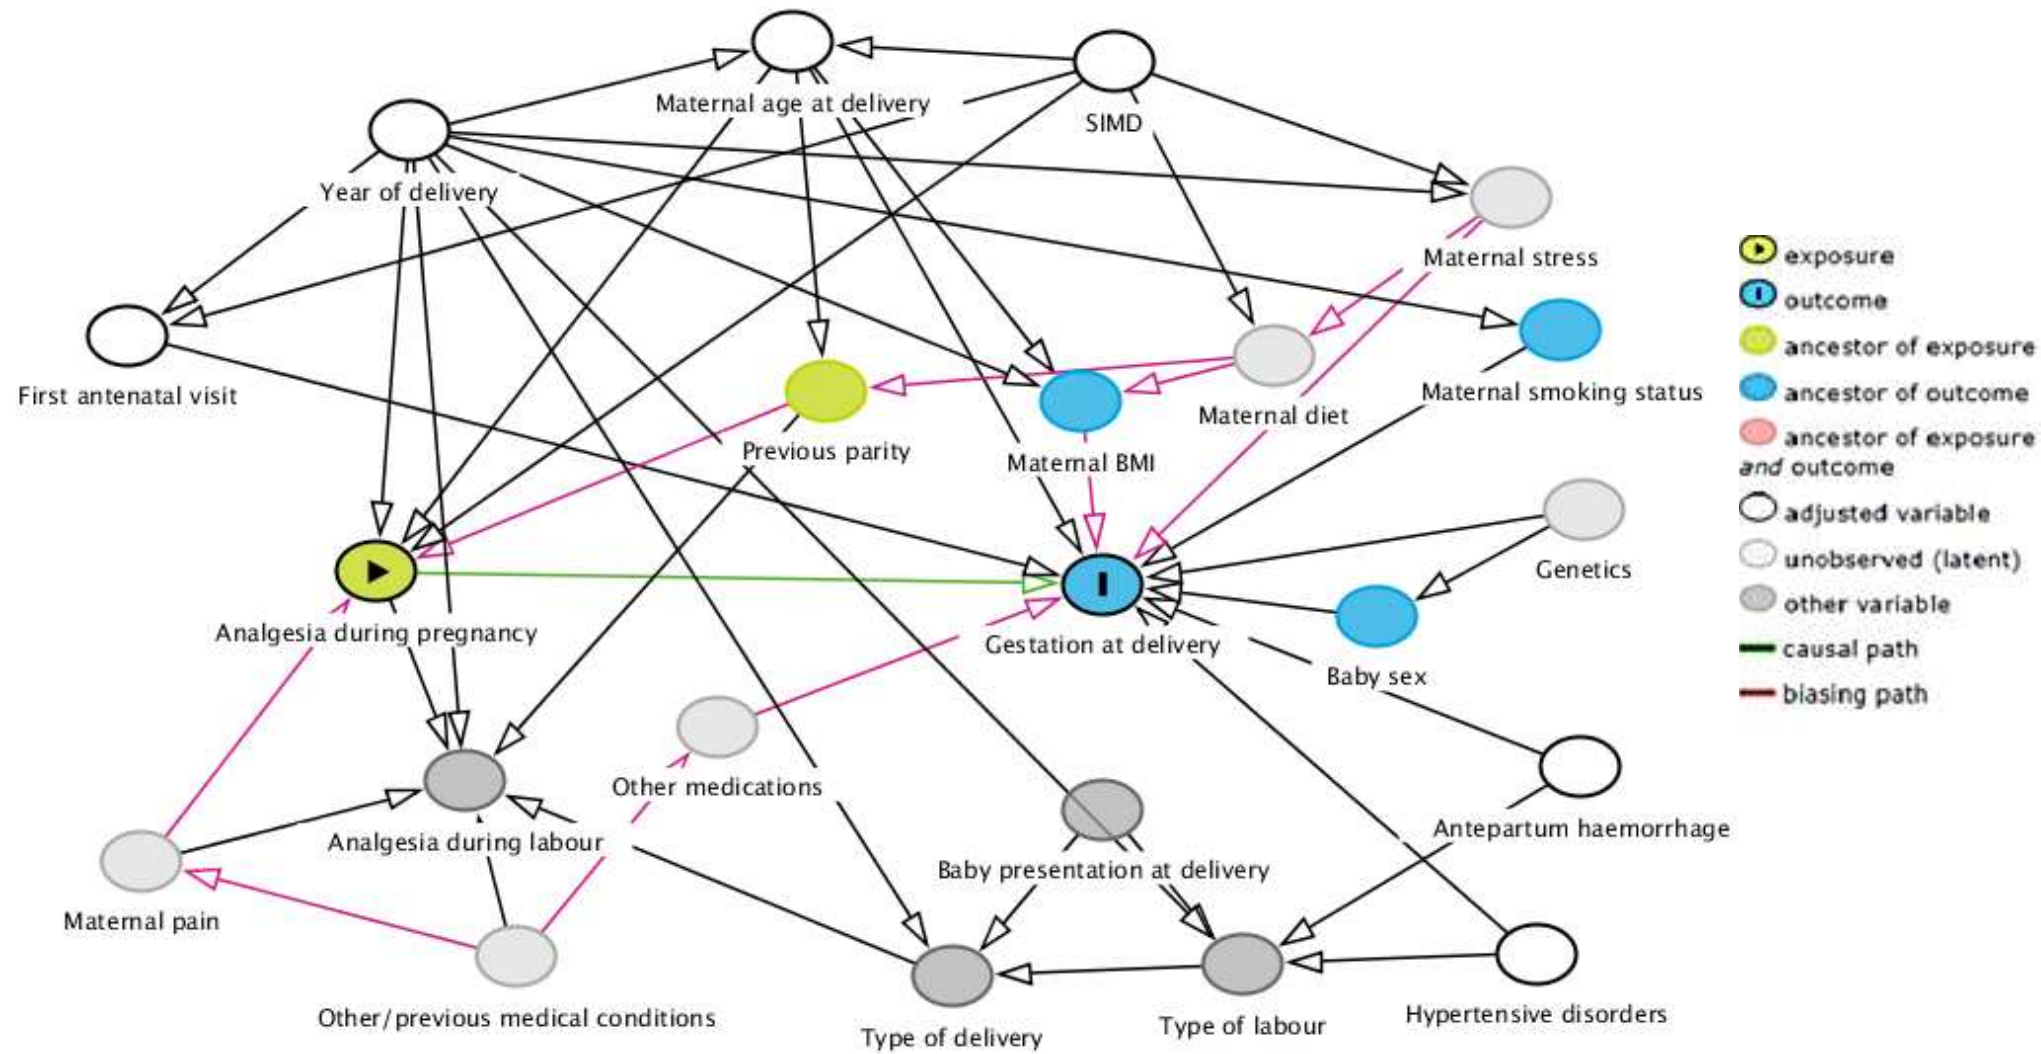 Maternal age at delivery
SIMD
Year of delivery
Maternal stress
exposure
outcome
ancestor of exposure
First antenatal visit
Maternal smoking status
ancestor of outcome
Maternal diet
Previous parity
Maternal BMI
ancestor of exposure
and outcome
adjusted variable
Genetics
unobserved (latent)
other variable
Analgesia during pregnancy
Gestation at delivery
causal path
Baby sex
biasing path
Other medications
Analgesia during labour
Antepartum haemorrhage
Baby presentation at delivery
Maternal pain
Other/previous medical conditions
Type of delivery
Type of labour
Hypertensive disorders